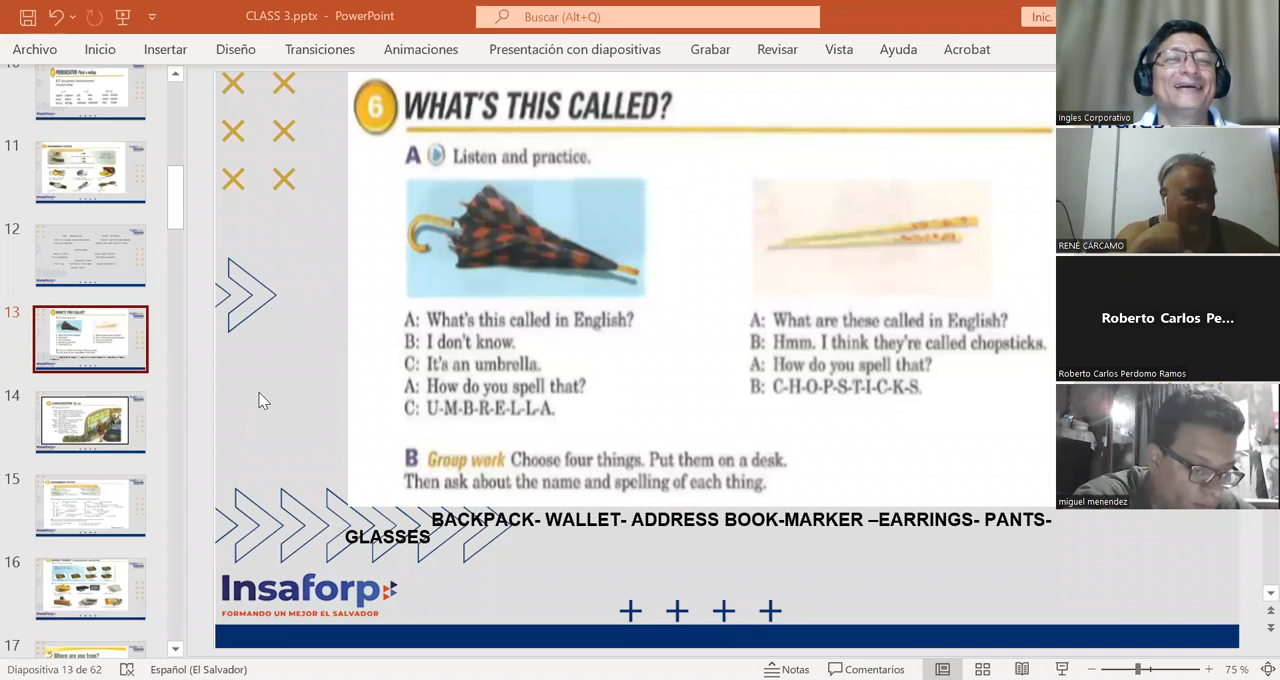 CLASS 3.pptx - PowerPoint
Buscar (Alt+Q)
Inic.
Archivo Inicio Insertar Diseño Transiciones Animaciones Presentación con diapositivas Grabar Revisar Vista Ayuda Acrobat
11
12
13
14
15
16
17
6 WHAT'S THIS CALLED?
A Listen and practice.
A: What's this called in English?
B: I don't know.
C: It's an umbrella.
A: How do you spell that?
C: U-M-B-R-E-L-L-A.
A: What are these called in English?
B: Hmm. I think they're called chopsticks.
A: How do you spell that?
B: C-H-O-P-S-T-I-C-K-S.
B Group work Choose four things. Put them on a desk.
Then ask about the name and spelling of each thing.
BACKPACK- WALLET- ADDRESS BOOK-MARKER –EARRINGS- PANTS-
GLASSES
Insaforp
FORMANDO UN MEJOR EL SALVADOR
Ingles Corporativo
RENÉ CÁRCAMO
Roberto Carlos Pe...
Roberto Carlos Perdomo Ramos
miguel menendez
Diapositiva 13 de 62 Español (El Salvador) Notas Comentarios 75 %